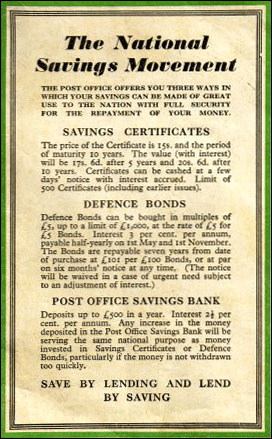 The National
Savings Movement
THE POST OFFICE OFFERS YOU THREE WAYS IN
WHICH YOUR SAVINGS CAN BE MADE OF GREAT
USE TO THE NATION WITH FULL SECURITY
FOR THE REPAYMENT OF YOUR MONEY.
SAVINGS CERTIFICATES
The price of the Certificate is 15s. and the period
of maturity 10 years. The value (with interest)
will be 17s. 6d. after 5 years and 20s. 6d. after
10 years. Certificates can be cashed at a few
days' notice with interest accrued. Limit of
500 Certificates (including earlier issues).
DEFENCE BONDS
Defence Bonds can be bought in multiples of
£5, up to a limit of £1,000, at the rate of £5 for
£5 Bonds. Interest 3 per cent. per annum,
payable half-yearly on 1st May and 1st November.
The Bonds are repayable seven years from date
of purchase at £101 per £100 Bonds, or at par
on six months' notice at any time. (The notice
will be waived in a case of urgent need subject
to an adjustment of interest.)
POST OFFICE SAVINGS BANK
Deposits up to £500 in a year. Interest 2½ per
cent. per annum. Any increase in the money
deposited in the Post Office Savings Bank will be
serving the same national purpose as money
invested in Savings Certificates or Defence
Bonds, particularly if the money is not withdrawn
too quickly.
SAVE BY LENDING AND LEND
BY SAVING